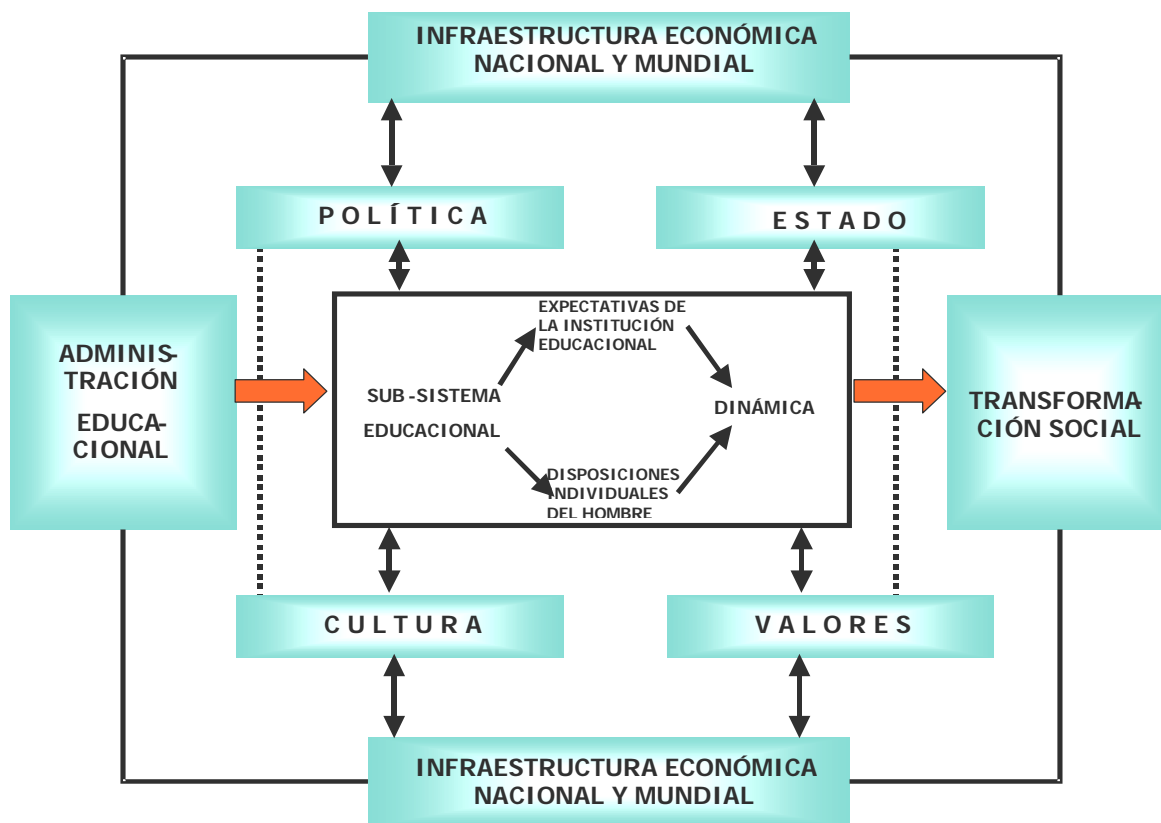 INFRAESTRUCTURA ECONÓMICA
NACIONAL Y MUNDIAL
POLÍTICA
ESTADO
ADMINIS-
TRACIÓN
EDUCA-
CIONAL
EXPECTATIVAS DE
LA INSTITUCIÓN
EDUCACIONAL
SUB-SISTEMA
EDUCACIONAL
DINÁMICA
DISPOSICIONES
INDIVIDUALES
DEL HOMBRE
TRANSFORMA
CIÓN SOCIAL
CULTURA
VALORES
INFRAESTRUCTURA ECONÓMICA
NACIONAL Y MUNDIAL